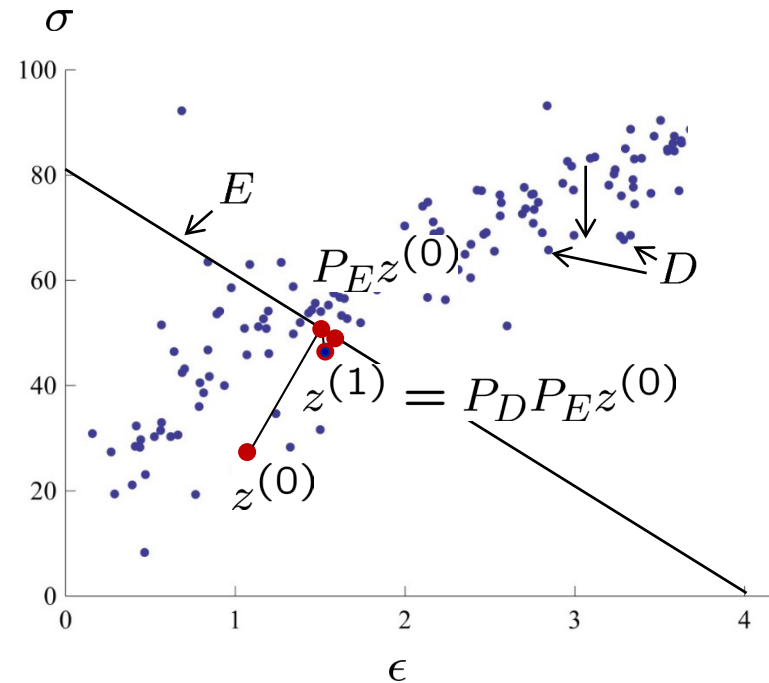 σ
100
80
E
P_E z^{(0)}
D
60
z^{(1)} = P_D P_E z^{(0)}
40
z^{(0)}
20
0
0 1 2 3 4
ϵ